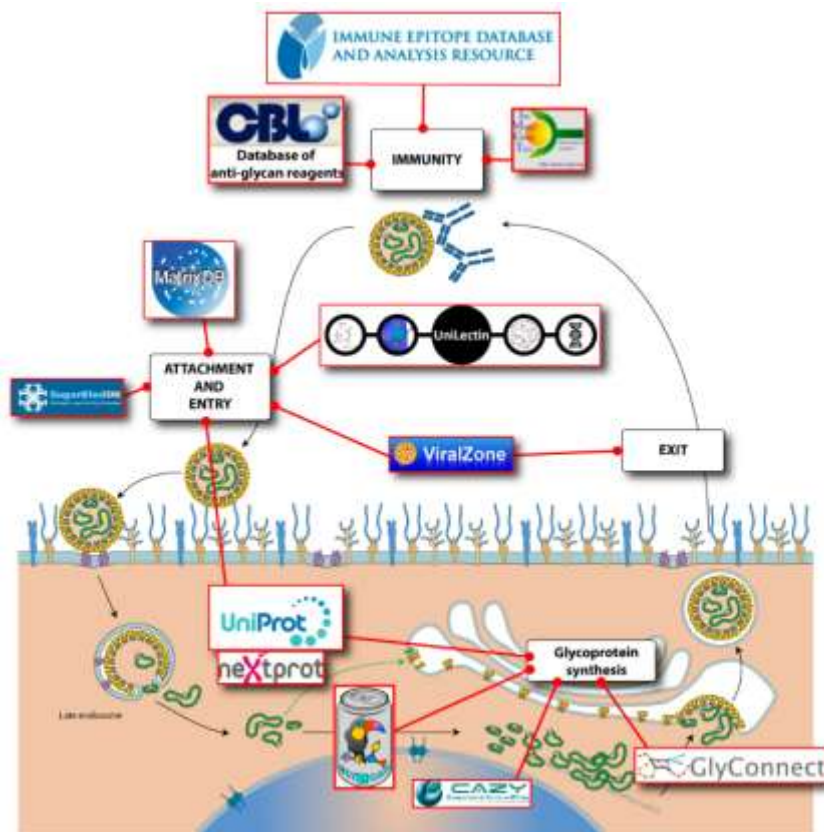 IMMUNE EPITOPE DATABASE
AND ANALYSIS RESOURCE
CBL
Database of
anti-glycan reagents
IMMUNITY
MatrixDB
UniLectin
ATTACHMENT
AND
ENTRY
SugarBindDB
ViralZone
EXIT
UniProt
neXtprot
Glycoprotein
synthesis
Late endosome
CAZY
GlyConnect